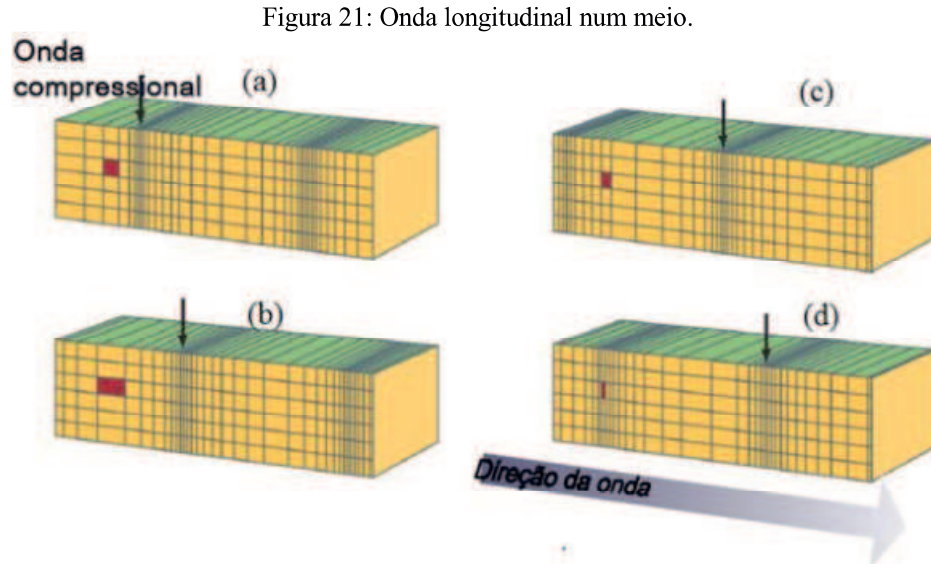 Figura 21: Onda longitudinal num meio.
Onda
compressional
(a)
(c)
(b)
(d)
Direção da onda